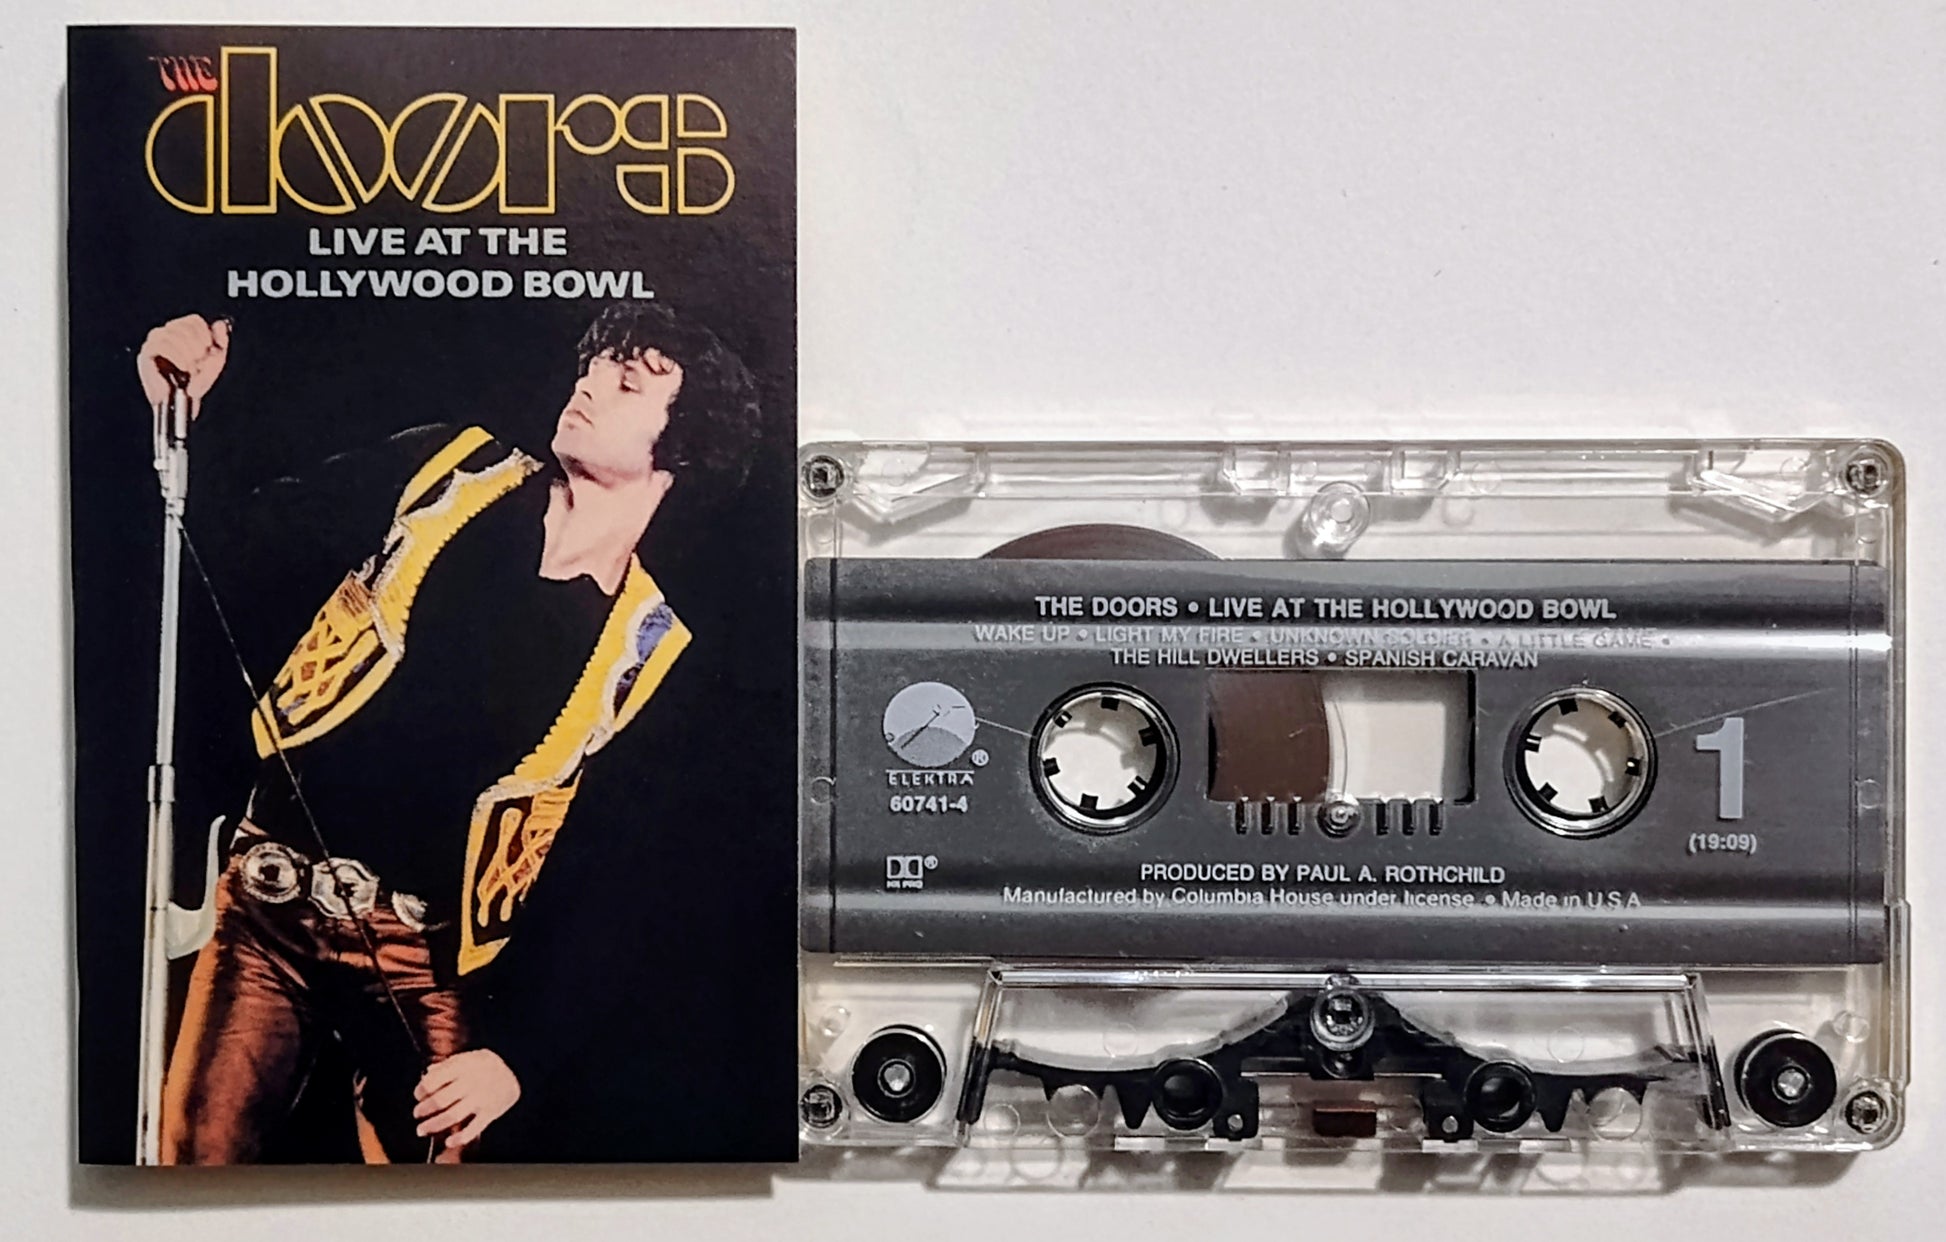 THE
doors
LIVE AT THE
HOLLYWOOD BOWL
THE DOORS • LIVE AT THE HOLLYWOOD BOWL
WAKE UP • LIGHT MY FIRE • UNKNOWN SOLDIER • A LITTLE GAME •
THE HILL DWELLERS • SPANISH CARAVAN
®
ELEKTRA
60741-4
1
(19:09)
®
HX PRO
PRODUCED BY PAUL A. ROTHCHILD
Manufactured by Columbia House under license • Made in U S A